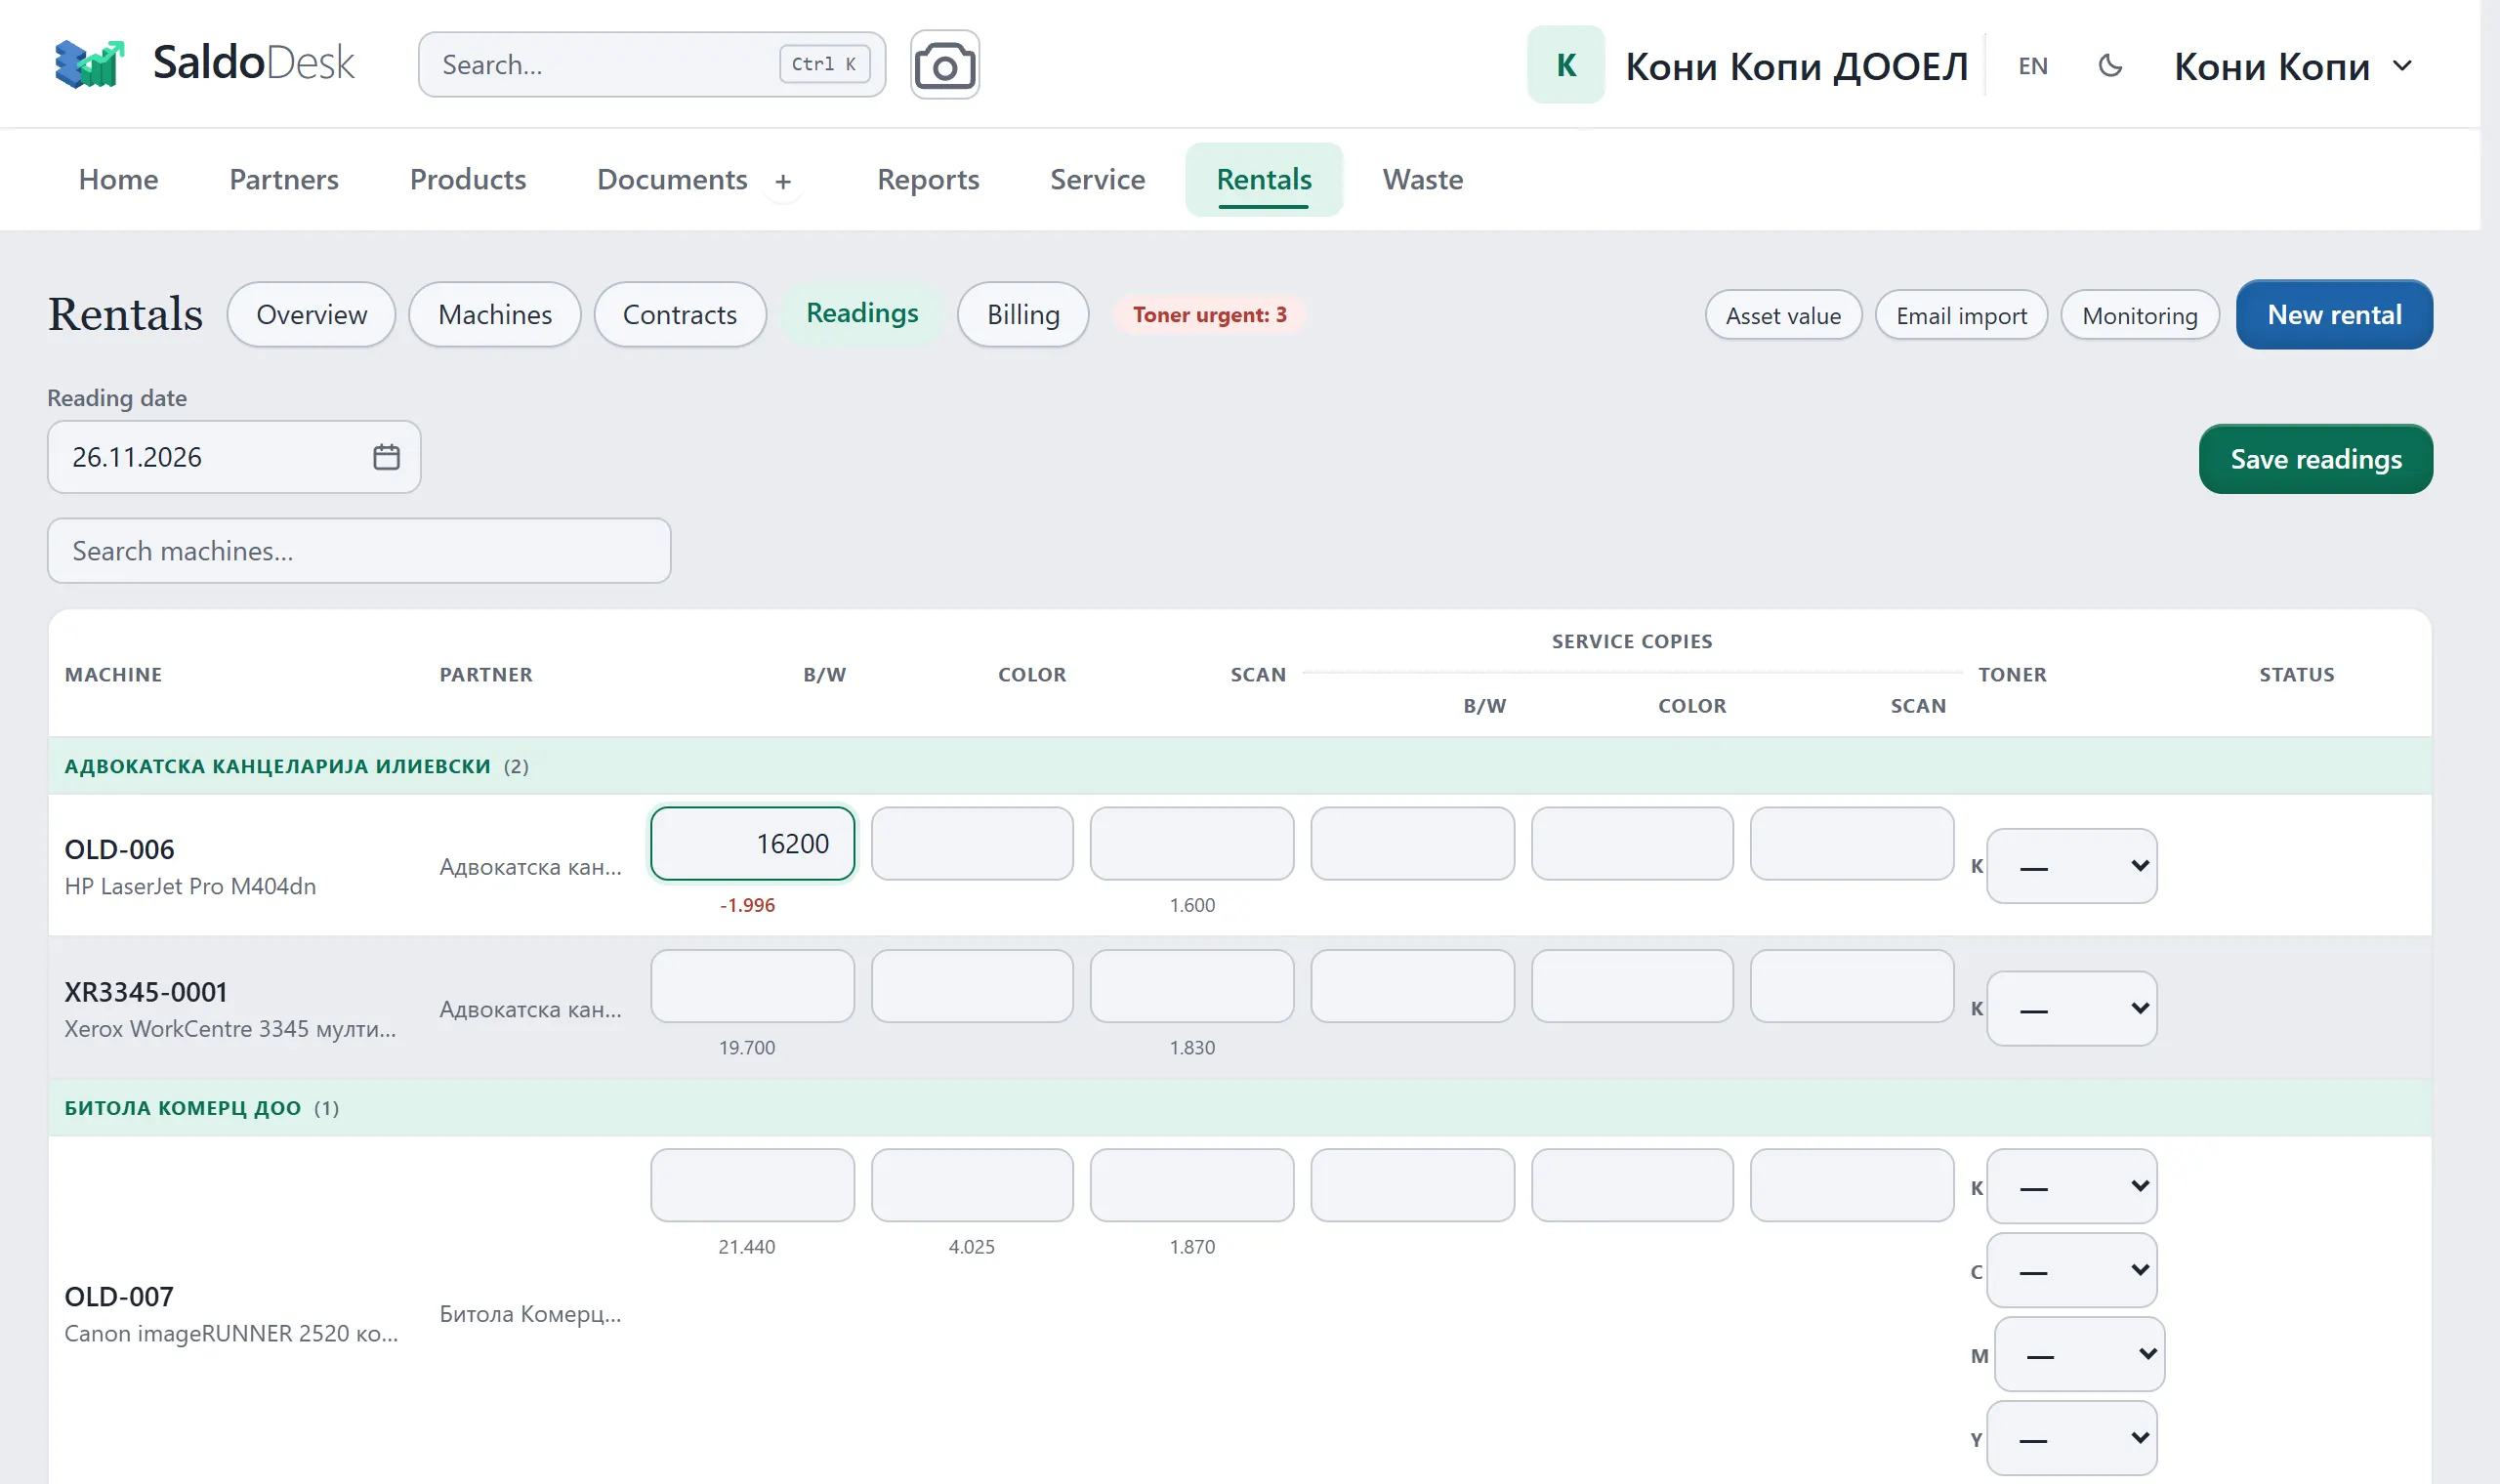 SaldoDesk
Search...
Ctrl K
K
Кони Копи ДООЕЛ
EN
Кони Копи
Home
Partners
Products
Documents +
Reports
Service
Rentals
Waste
Rentals
Overview
Machines
Contracts
Readings
Billing
Toner urgent: 3
Asset value
Email import
Monitoring
New rental
Reading date
26.11.2026
Save readings
Search machines...
SERVICE COPIES
MACHINE PARTNER B/W COLOR SCAN TONER STATUS
B/W COLOR SCAN
АДВОКАТСКА КАНЦЕЛАРИЈА ИЛИЕВСКИ (2)
OLD-006
HP LaserJet Pro M404dn
Адвокатска кан...
16200
-1.996
1.600
K —
XR3345-0001
Xerox WorkCentre 3345 мулти...
Адвокатска кан...
19.700
1.830
K —
БИТОЛА КОМЕРЦ ДОО (1)
OLD-007
Canon imageRUNNER 2520 ко...
Битола Комерц...
21.440
4.025
1.870
K —
C —
M —
Y —